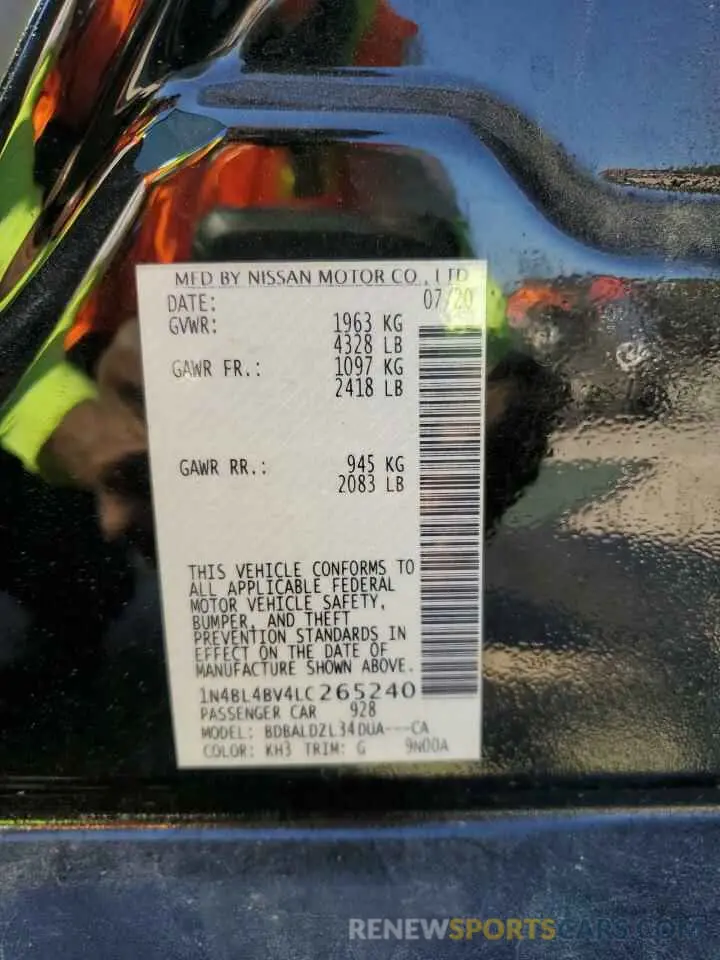 MFD BY NISSAN MOTOR CO., LTD
DATE: 07/20
GVWR: 1963 KG
4328 LB
GAWR FR.: 1097 KG
2418 LB
GAWR RR.: 945 KG
2083 LB
THIS VEHICLE CONFORMS TO
ALL APPLICABLE FEDERAL
MOTOR VEHICLE SAFETY,
BUMPER, AND THEFT
PREVENTION STANDARDS IN
EFFECT ON THE DATE OF
MANUFACTURE SHOWN ABOVE.
1N4BL4BV4LC265240
PASSENGER CAR 928
MODEL: BDBALDZL34DUA---CA
COLOR: KH3 TRIM: G 9N00A
RENEWSPORTSCARS.COM